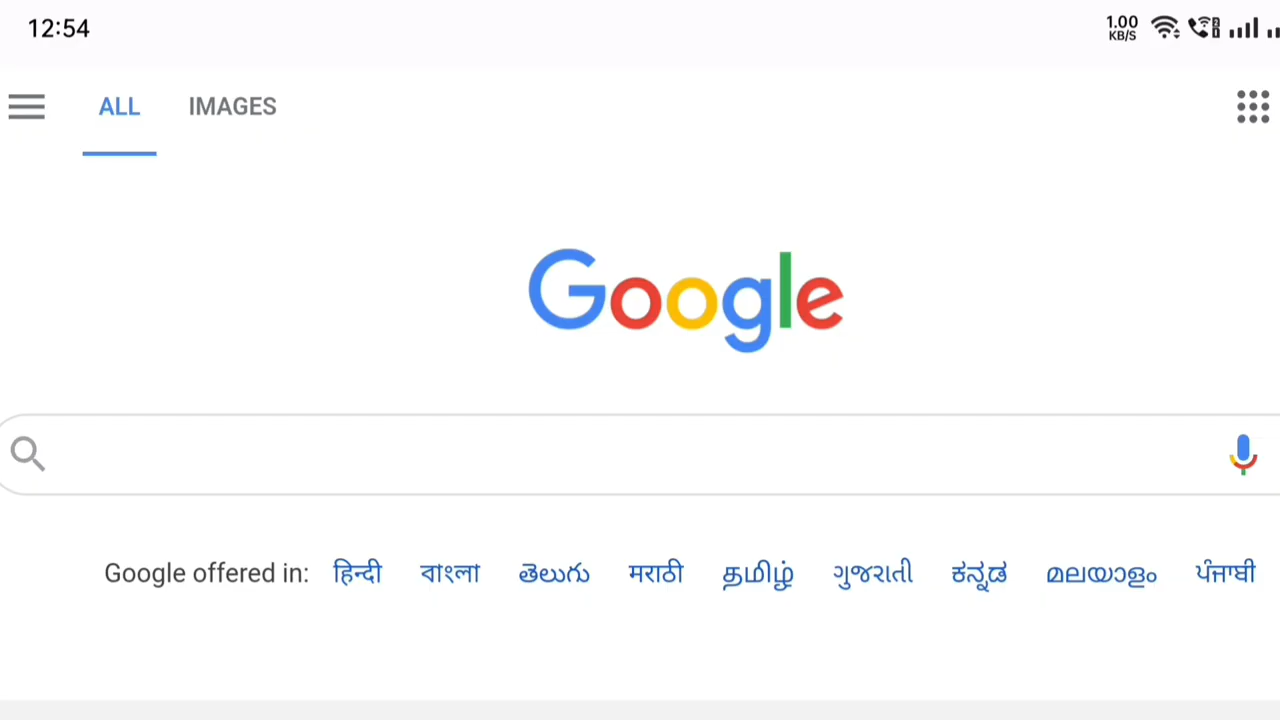 12:54
1.00
KB/S
ALL IMAGES
Google
Google offered in: हिन्दी বাংলা తెలుగు मराठी தமிழ் ગુજરાતી ಕನ್ನಡ മലയാളം ਪੰਜਾਬੀ